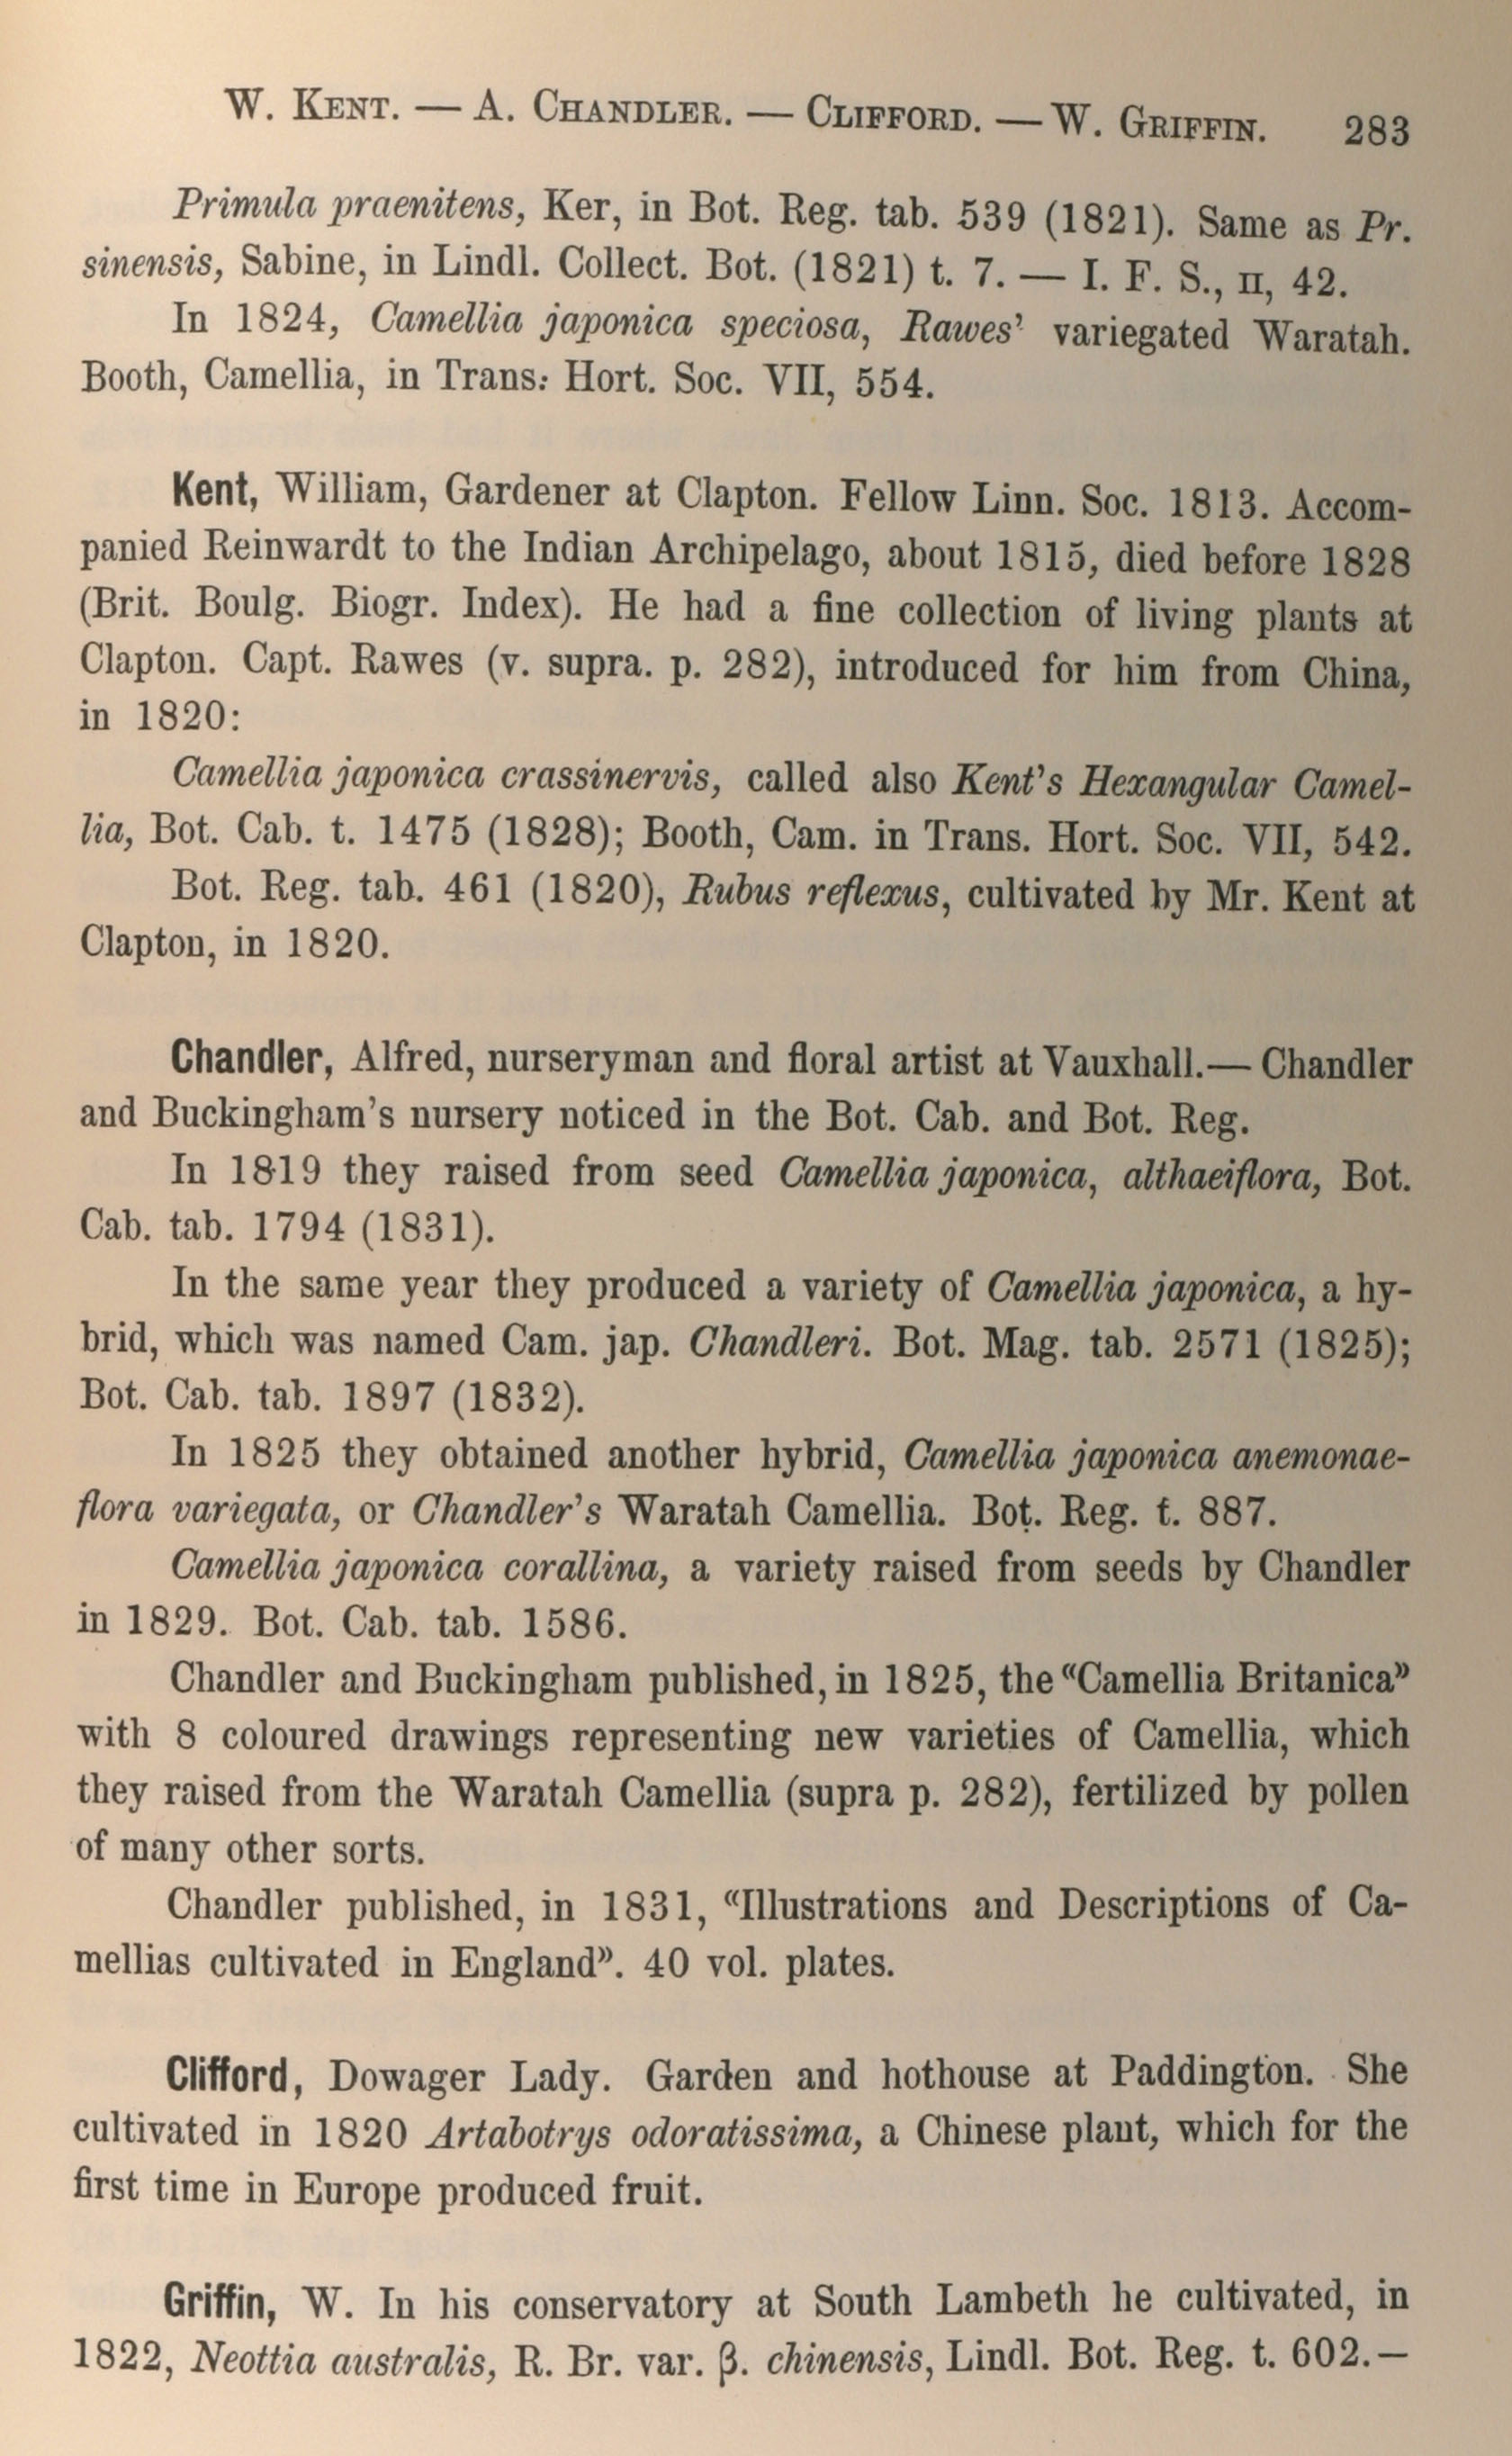 W. KENT. — A. CHANDLER. — CLIFFORD. — W. GRIFFIN. 283
Primula praenitens, Ker, in Bot. Reg. tab. 539 (1821). Same as Pr.
sinensis, Sabine, in Lindl. Collect. Bot. (1821) t. 7. — I. F. S., II, 42.
In 1824, Camellia japonica speciosa, Rawes' variegated Waratah.
Booth, Camellia, in Trans: Hort. Soc. VII, 554.
Kent, William, Gardener at Clapton. Fellow Linn. Soc. 1813. Accom-
panied Reinwardt to the Indian Archipelago, about 1815, died before 1828
(Brit. Boulg. Biogr. Index). He had a fine collection of living plants at
Clapton. Capt. Rawes (v. supra. p. 282), introduced for him from China,
in 1820:
Camellia japonica crassinervis, called also Kent's Hexangular Camel-
lia, Bot. Cab. t. 1475 (1828); Booth, Cam. in Trans. Hort. Soc. VII, 542.
Bot. Reg. tab. 461 (1820), Rubus reflexus, cultivated by Mr. Kent at
Clapton, in 1820.
Chandler, Alfred, nurseryman and floral artist at Vauxhall.— Chandler
and Buckingham's nursery noticed in the Bot. Cab. and Bot. Reg.
In 1819 they raised from seed Camellia japonica, althaeiflora, Bot.
Cab. tab. 1794 (1831).
In the same year they produced a variety of Camellia japonica, a hy-
brid, which was named Cam. jap. Chandleri. Bot. Mag. tab. 2571 (1825);
Bot. Cab. tab. 1897 (1832).
In 1825 they obtained another hybrid, Camellia japonica anemonae-
flora variegata, or Chandler's Waratah Camellia. Bot. Reg. t. 887.
Camellia japonica corallina, a variety raised from seeds by Chandler
in 1829. Bot. Cab. tab. 1586.
Chandler and Buckingham published, in 1825, the “Camellia Britanica”
with 8 coloured drawings representing new varieties of Camellia, which
they raised from the Waratah Camellia (supra p. 282), fertilized by pollen
of many other sorts.
Chandler published, in 1831, “Illustrations and Descriptions of Ca-
mellias cultivated in England”. 40 vol. plates.
Clifford, Dowager Lady. Garden and hothouse at Paddington. She
cultivated in 1820 Artabotrys odoratissima, a Chinese plant, which for the
first time in Europe produced fruit.
Griffin, W. In his conservatory at South Lambeth he cultivated, in
1822, Neottia australis, R. Br. var. β. chinensis, Lindl. Bot. Reg. t. 602.—